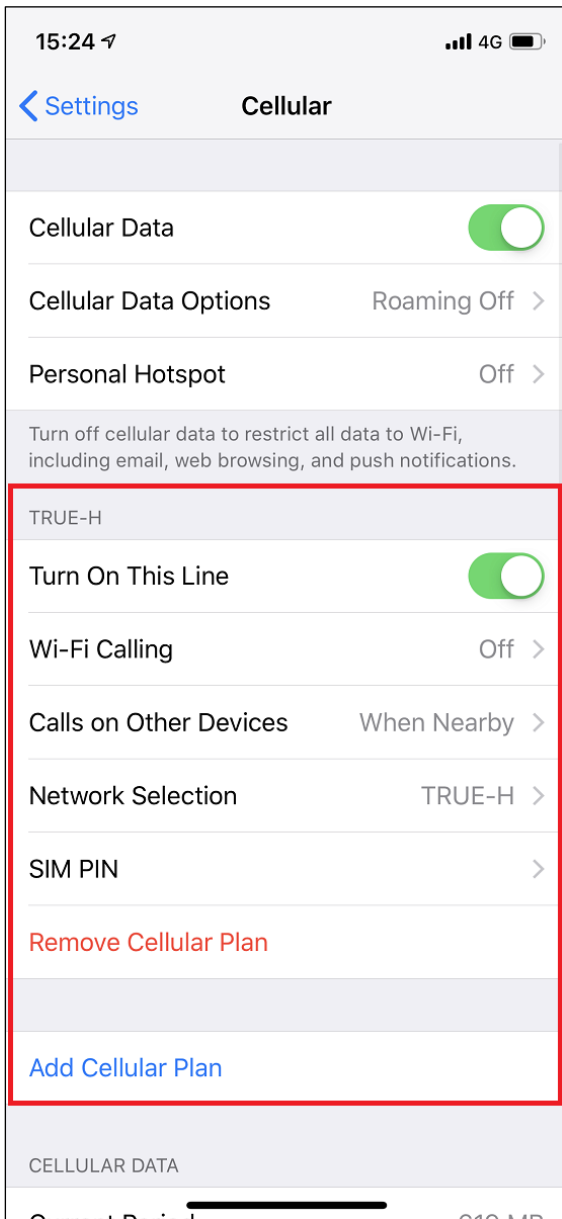 15:24
4G
Settings
Cellular
Cellular Data
Cellular Data Options
Roaming Off
Personal Hotspot
Off
Turn off cellular data to restrict all data to Wi-Fi,
including email, web browsing, and push notifications.
TRUE-H
Turn On This Line
Wi-Fi Calling
Off
Calls on Other Devices
When Nearby
Network Selection
TRUE-H
SIM PIN
Remove Cellular Plan
Add Cellular Plan
CELLULAR DATA
Current Period